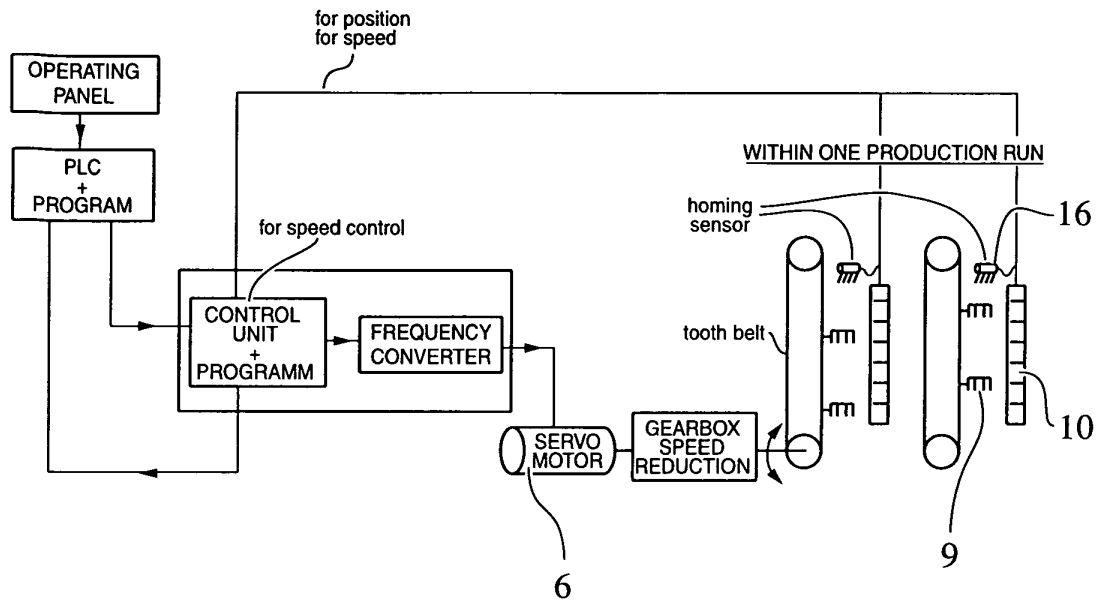 for position
for speed
OPERATING
PANEL
PLC
+
PROGRAM
WITHIN ONE PRODUCTION RUN
homing
sensor
16
for speed control
CONTROL
UNIT
+
PROGRAMM
FREQUENCY
CONVERTER
tooth belt
10
SERVO
MOTOR
GEARBOX
SPEED
REDUCTION
9
6